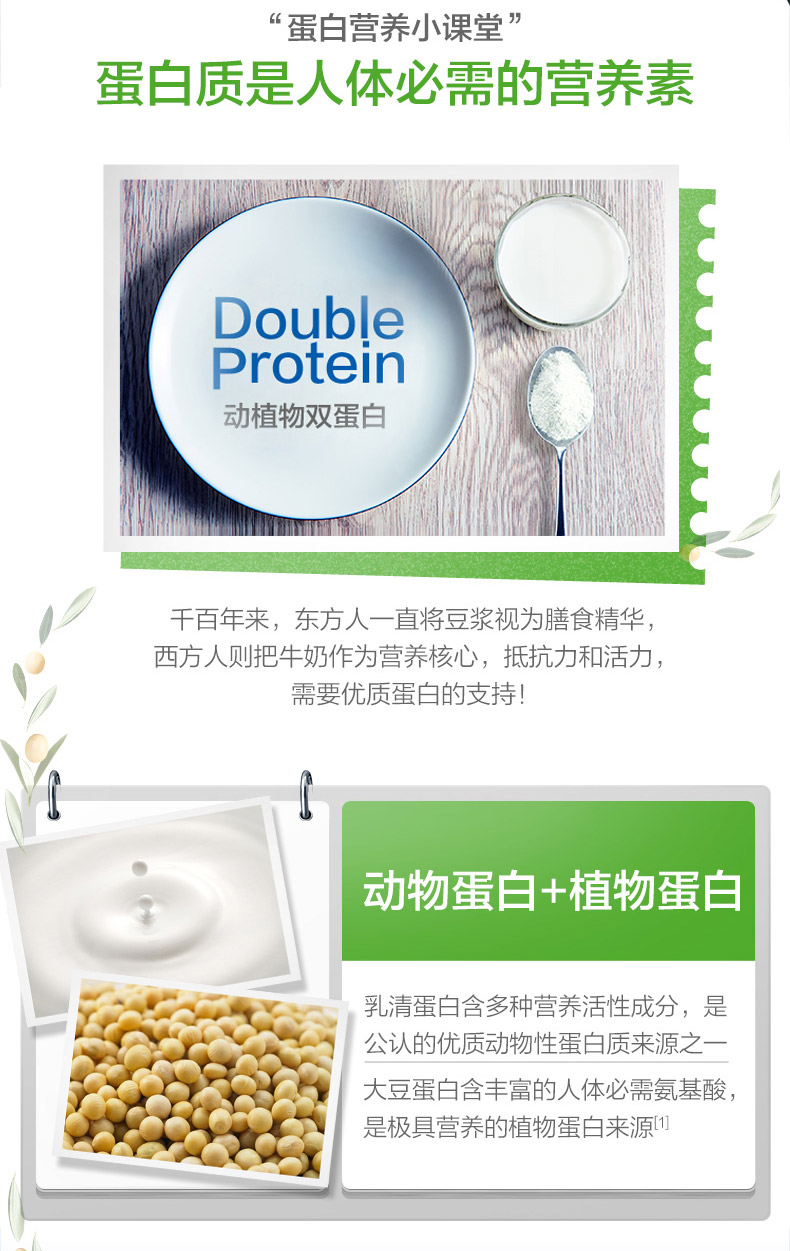 “蛋白营养小课堂”
蛋白质是人体必需的营养素
Double
Protein
动植物双蛋白
千百年来，东方人一直将豆浆视为膳食精华，
西方人则把牛奶作为营养核心，抵抗力和活力，
需要优质蛋白的支持！
动物蛋白+植物蛋白
乳清蛋白含多种营养活性成分，是
公认的优质动物性蛋白质来源之一
大豆蛋白含丰富的人体必需氨基酸，
是极具营养的植物蛋白来源[1]